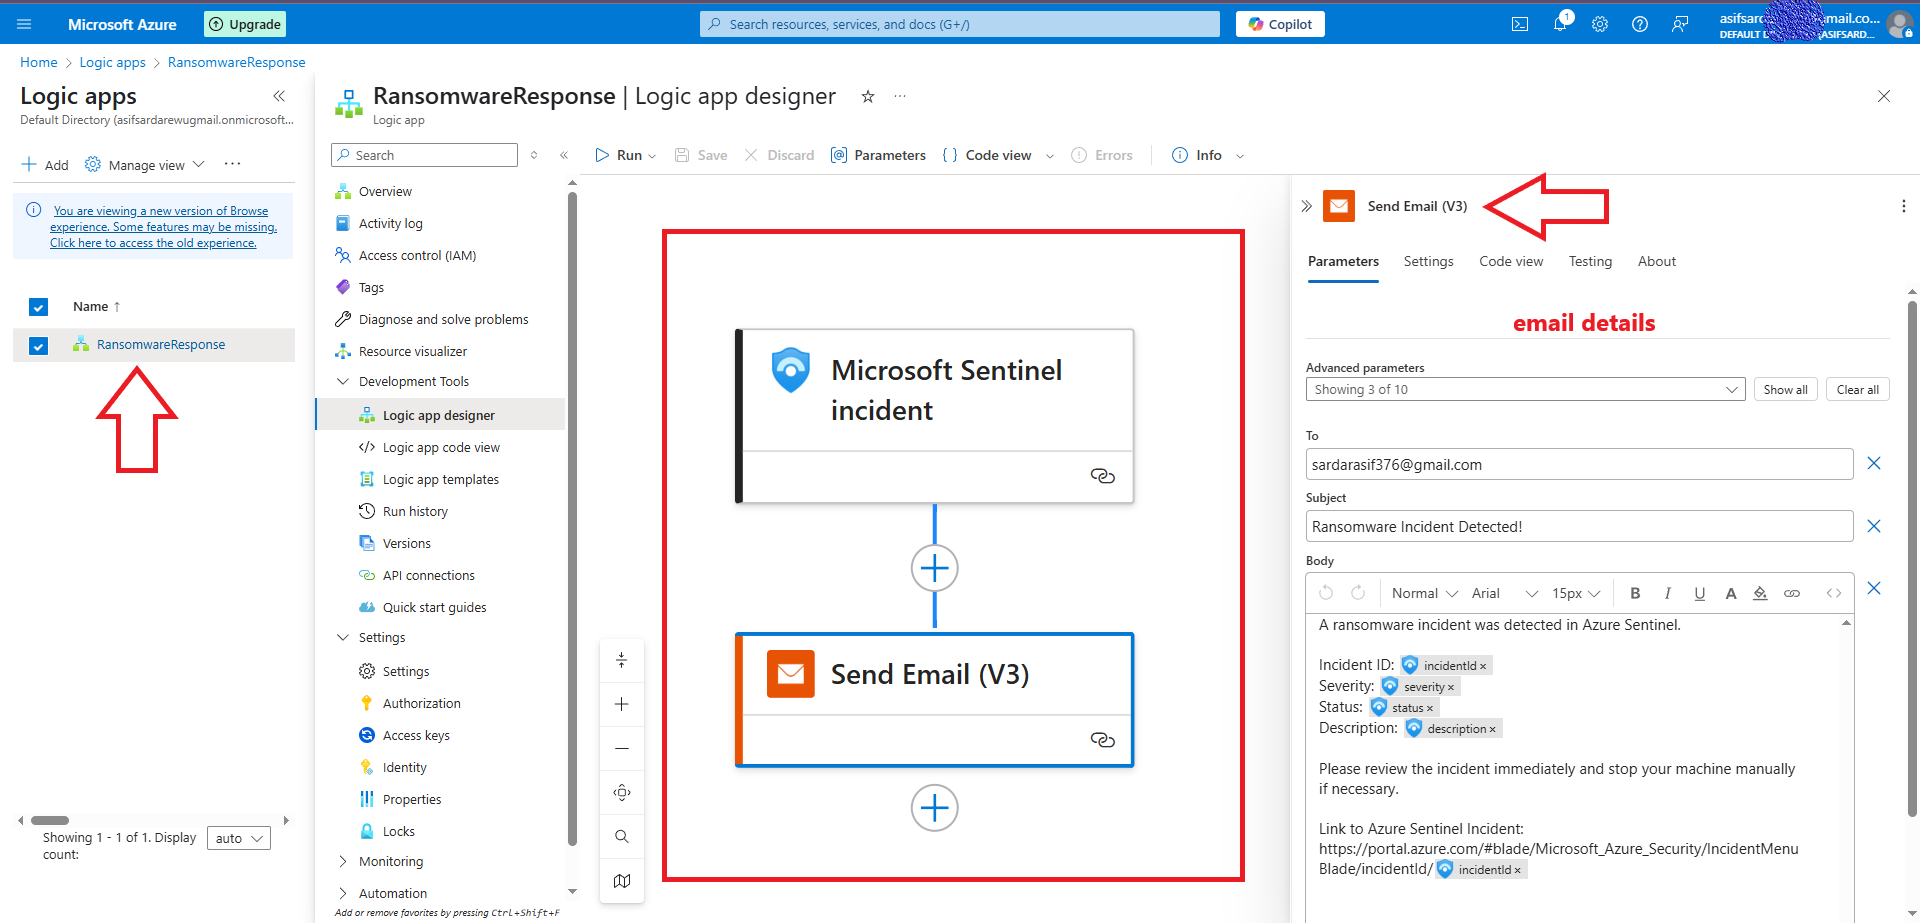 Microsoft Azure
Upgrade
Search resources, services, and docs (G+/)
Copilot
1
asifsard
mail.co...
DEFAULT
(ASIFSARD...
Home > Logic apps > RansomwareResponse
Logic apps
Default Directory (asifsardarewugmail.onmicrosoft...
Add
Manage view
...
You are viewing a new version of Browse
experience. Some features may be missing.
Click here to access the old experience.
Name ↑
RansomwareResponse
Showing 1 - 1 of 1. Display
count:
auto
RansomwareResponse | Logic app designer
...
Logic app
Search
Overview
Activity log
Access control (IAM)
Tags
Diagnose and solve problems
Resource visualizer
Development Tools
Logic app designer
Logic app code view
Logic app templates
Run history
Versions
API connections
Quick start guides
Settings
Settings
Authorization
Access keys
Identity
Properties
Locks
Monitoring
Automation
Add or remove favorites by pressing Ctrl+Shift+F
Run
Save
Discard
Parameters
Code view
Errors
Info
Microsoft Sentinel
incident
Send Email (V3)
Send Email (V3)
Parameters
Settings
Code view
Testing
About
email details
Advanced parameters
Showing 3 of 10
Show all
Clear all
To
sardarasif376@gmail.com
Subject
Ransomware Incident Detected!
Body
Normal
Arial
15px
B I U A
A ransomware incident was detected in Azure Sentinel.
Incident ID: incidentId ×
Severity: severity ×
Status: status ×
Description: description ×
Please review the incident immediately and stop your machine manually
if necessary.
Link to Azure Sentinel Incident:
https://portal.azure.com/#blade/Microsoft_Azure_Security/IncidentMenu
Blade/incidentId/ incidentId ×